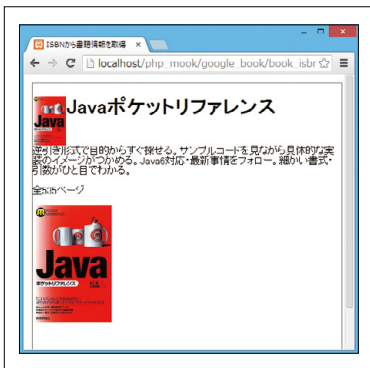 ISBNから書籍情報を取得
localhost/php_mook/google_book/book_isbr
Java
Javaポケットリファレンス
逆引き形式で目的からすぐ探せる。サンプルコードを見ながら具体的な実
装のイメージがつかめる。Java6対応・最新事情をフォロー。細かい書式・
引数がひと目でわかる。
全535ページ
Java
ポケットリファレンス